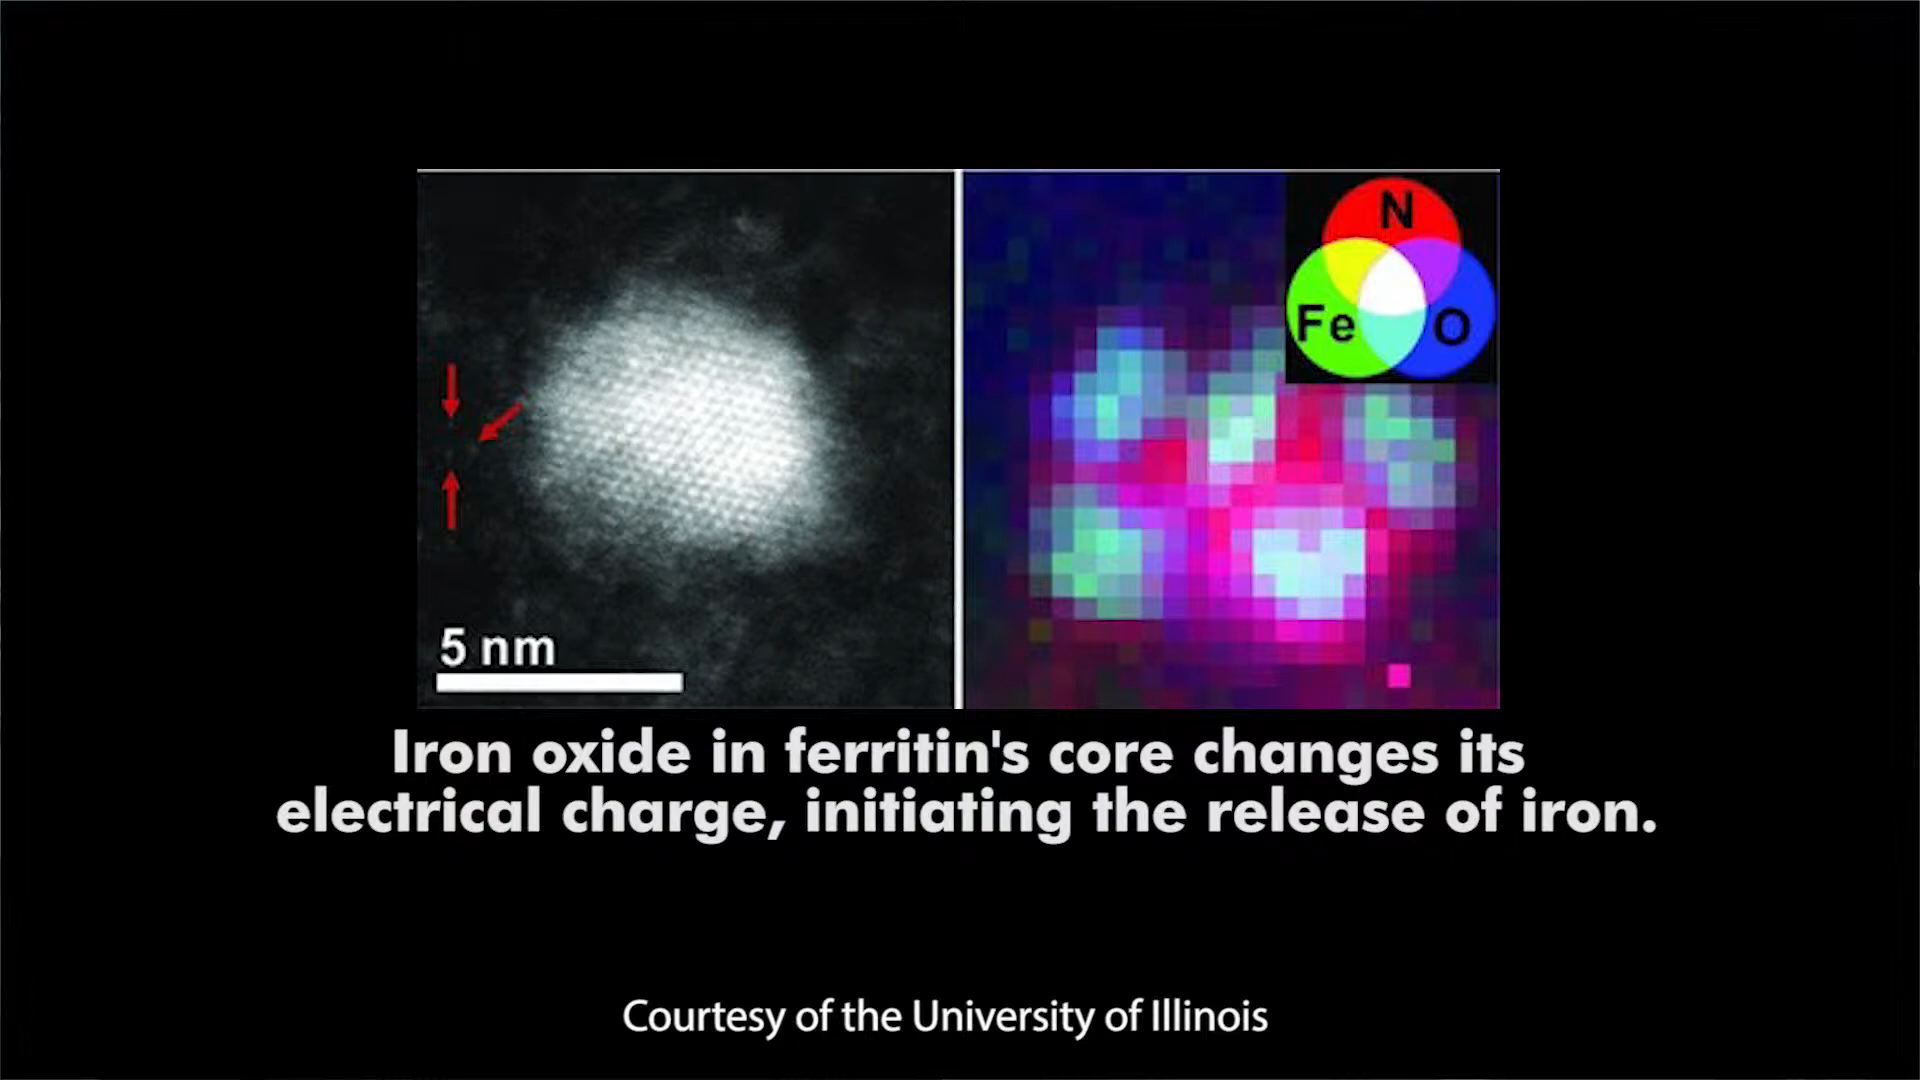 N
Fe
O
5 nm
Iron oxide in ferritin's core changes its
electrical charge, initiating the release of iron.
Courtesy of the University of Illinois